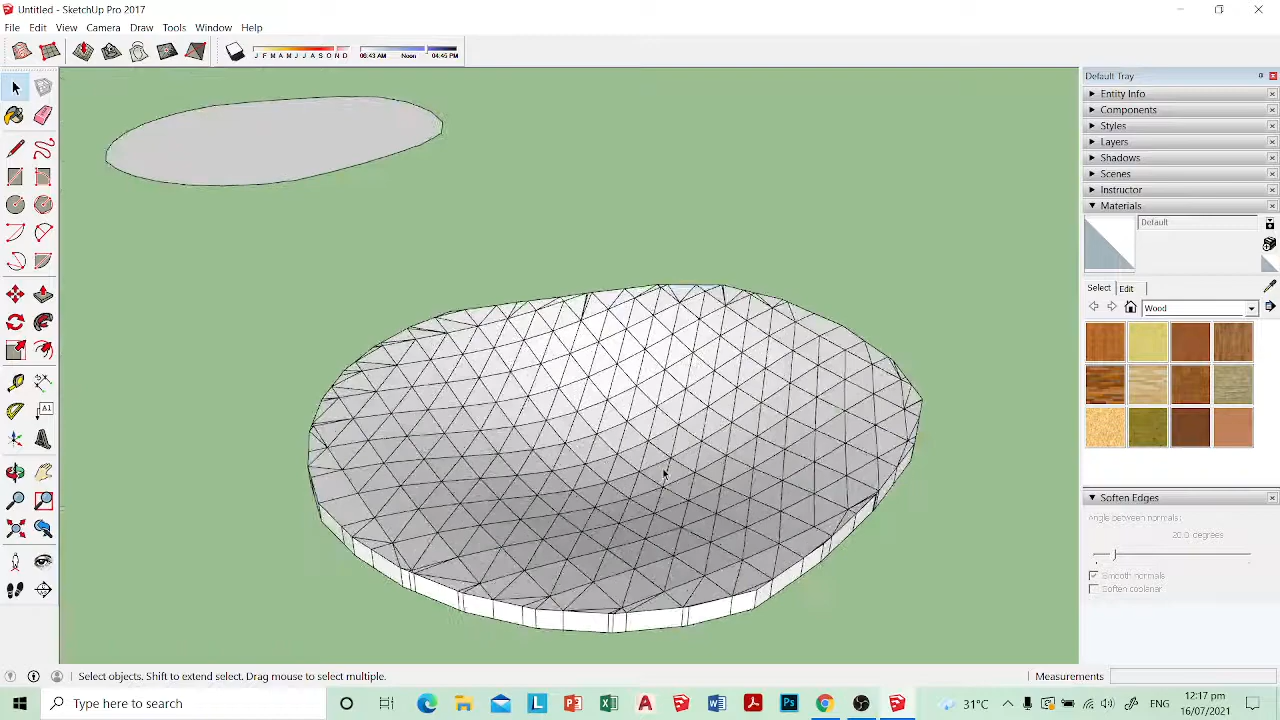 Untitled - SketchUp Pro 2017
File Edit Camera Draw Tools Window Help
J F M A M J J A S O N D
06:43 AM Noon 04:45 PM
Default Tray
Entity Info
Components
Styles
Layers
Shadows
Scenes
Instructor
Materials
Default
Select Edit
Wood
A1
Soften Edges
Angle between normals:
20.0 degrees
Smooth normals
Soften coplanar
Select objects. Shift to extend select. Drag mouse to select multiple.
Measurements
Type here to search
31°C
ENG
12:17 pm
16/07/2021